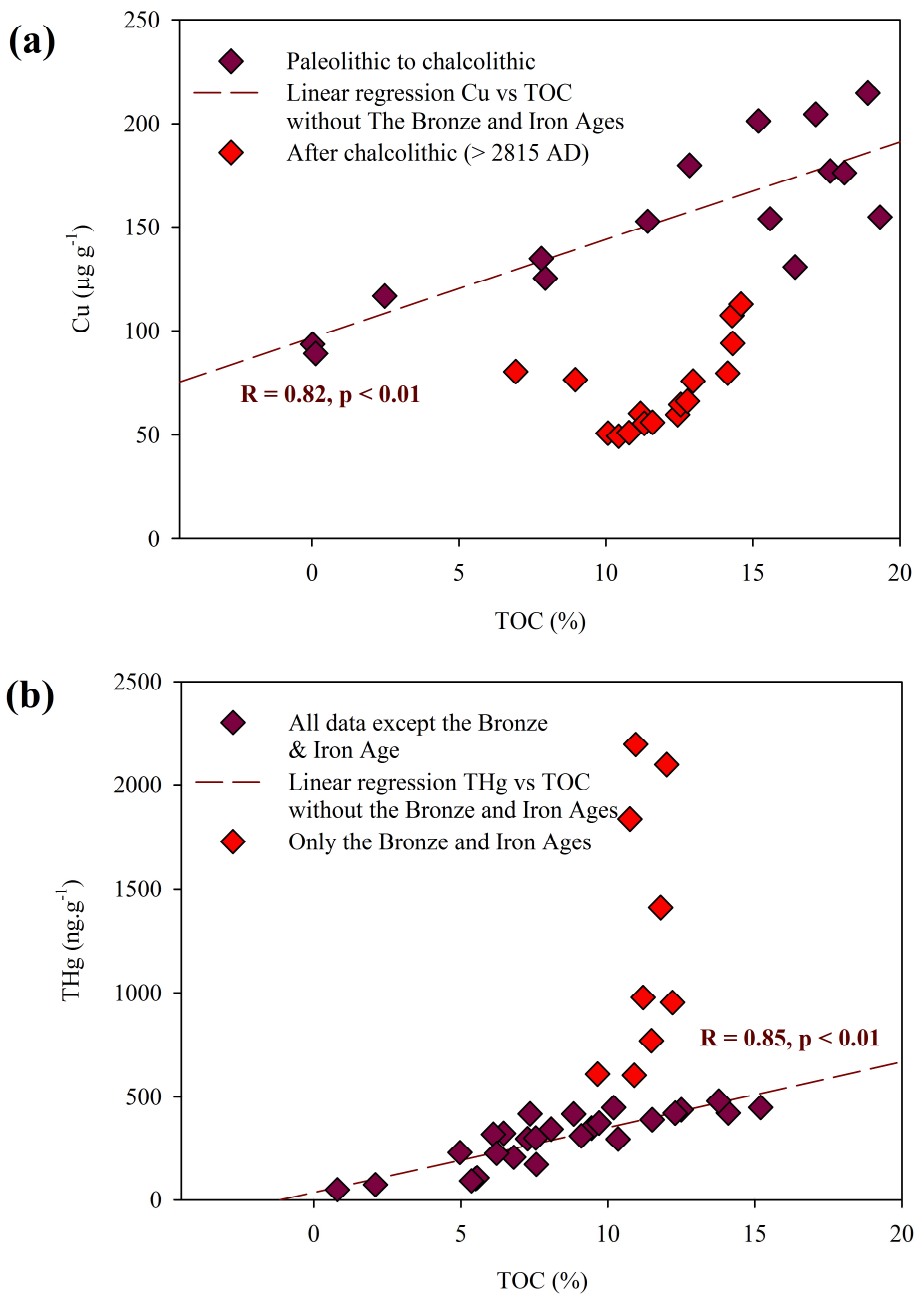 (a)
250
200
150
100
50
0
Cu (µg g-1)
Paleolithic to chalcolithic
Linear regression Cu vs TOC
without The Bronze and Iron Ages
After chalcolithic (> 2815 AD)
R = 0.82, p < 0.01
0 5 10 15 20
TOC (%)
(b)
2500
2000
1500
1000
500
0
THg (ng.g-1)
All data except the Bronze
& Iron Age
Linear regression THg vs TOC
without the Bronze and Iron Ages
Only the Bronze and Iron Ages
R = 0.85, p < 0.01
0 5 10 15 20
TOC (%)